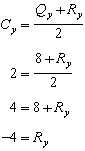 C_y = (Q_y + R_y)/2
2 = (8 + R_y)/2
4 = 8 + R_y
−4 = R_y